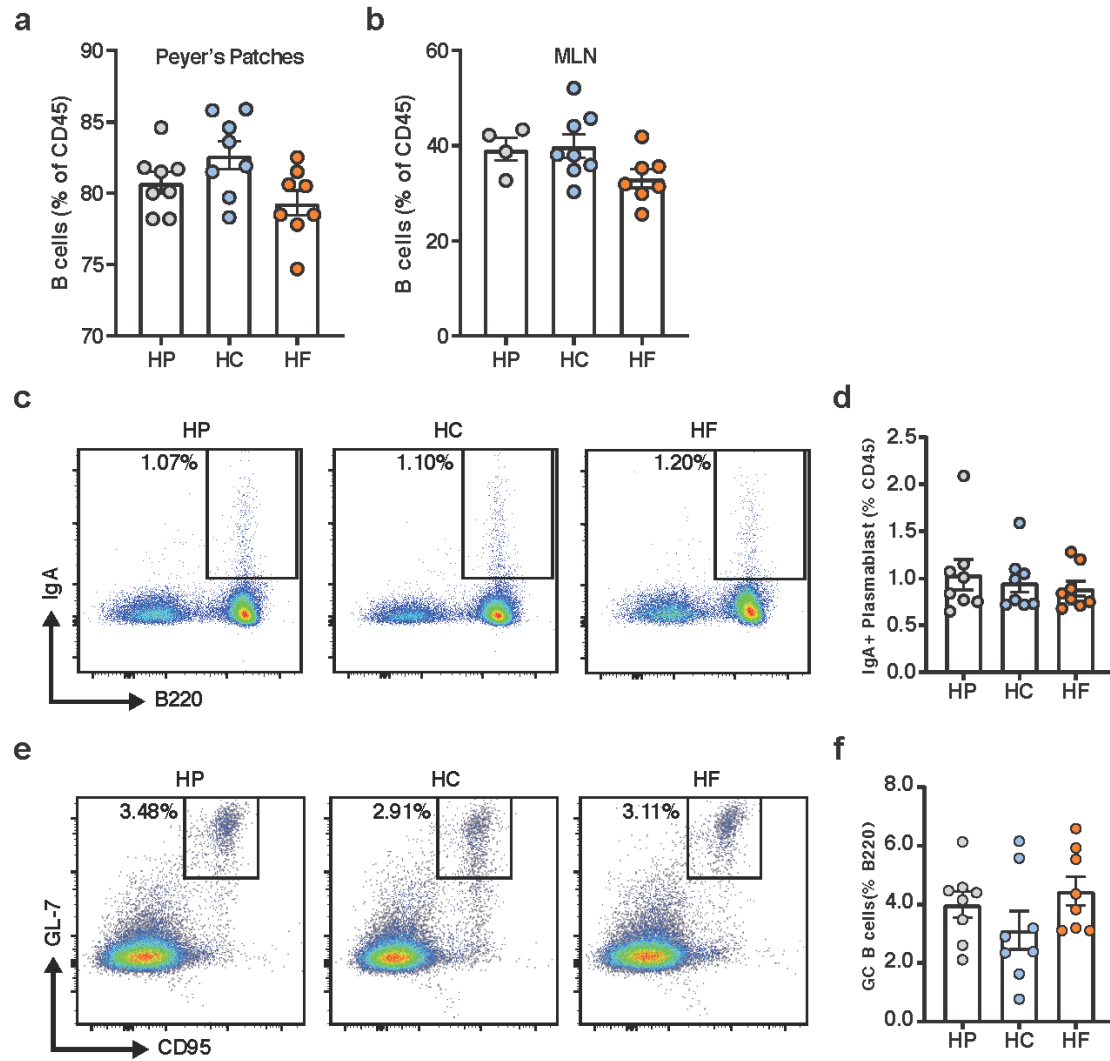 a
Peyer's Patches
B cells (% of CD45)
90
85
80
75
70
HP HC HF
b
MLN
B cells (% of CD45)
60
40
20
0
HP HC HF
c
HP HC HF
1.07% 1.10% 1.20%
IgA
B220
d
IgA+ Plasmablast (% CD45)
2.5
2.0
1.5
1.0
0.5
0.0
HP HC HF
e
HP HC HF
3.48% 2.91% 3.11%
GL-7
CD95
f
GC B cells(% B220)
8.0
6.0
4.0
2.0
0.0
HP HC HF